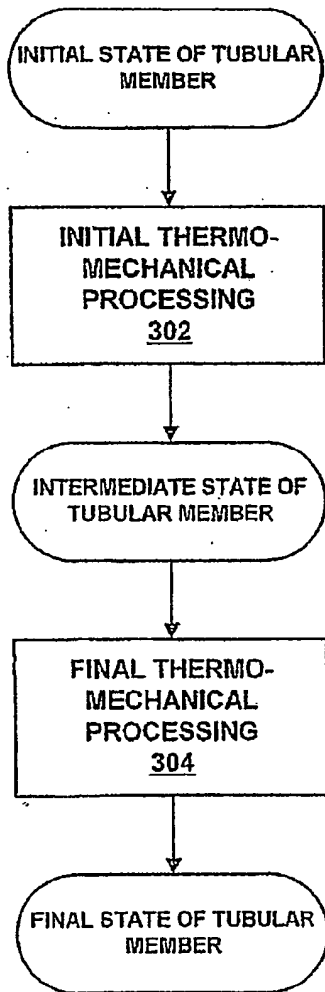 INITIAL STATE OF TUBULAR
MEMBER
INITIAL THERMO-
MECHANICAL
PROCESSING
302
INTERMEDIATE STATE OF
TUBULAR MEMBER
FINAL THERMO-
MECHANICAL
PROCESSING
304
FINAL STATE OF TUBULAR
MEMBER